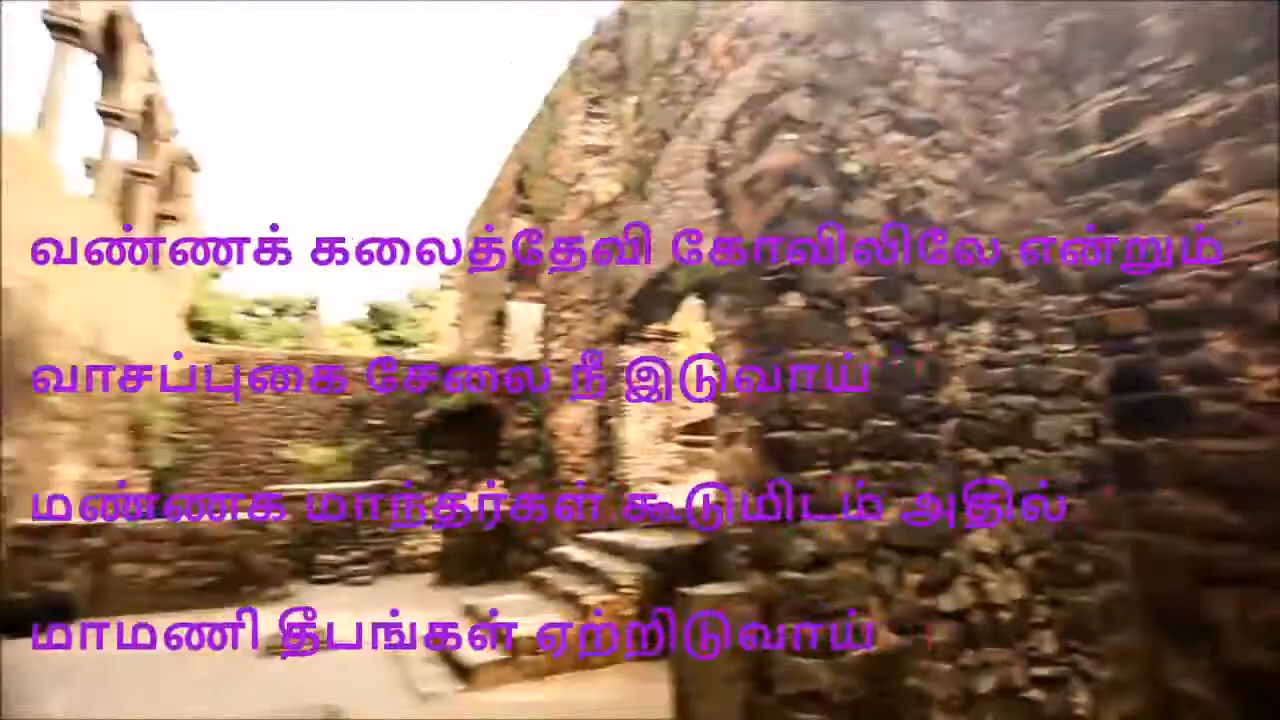 வண்ணக் கலைத்தேவி கோவிலிலே என்றும்
வாசப்புகை சேலை நீ இடுவாய்
மண்ணக மாந்தர்கள் கூடுமிடம் அதில்
மாமணி தீபங்கள் ஏற்றிடுவாய்